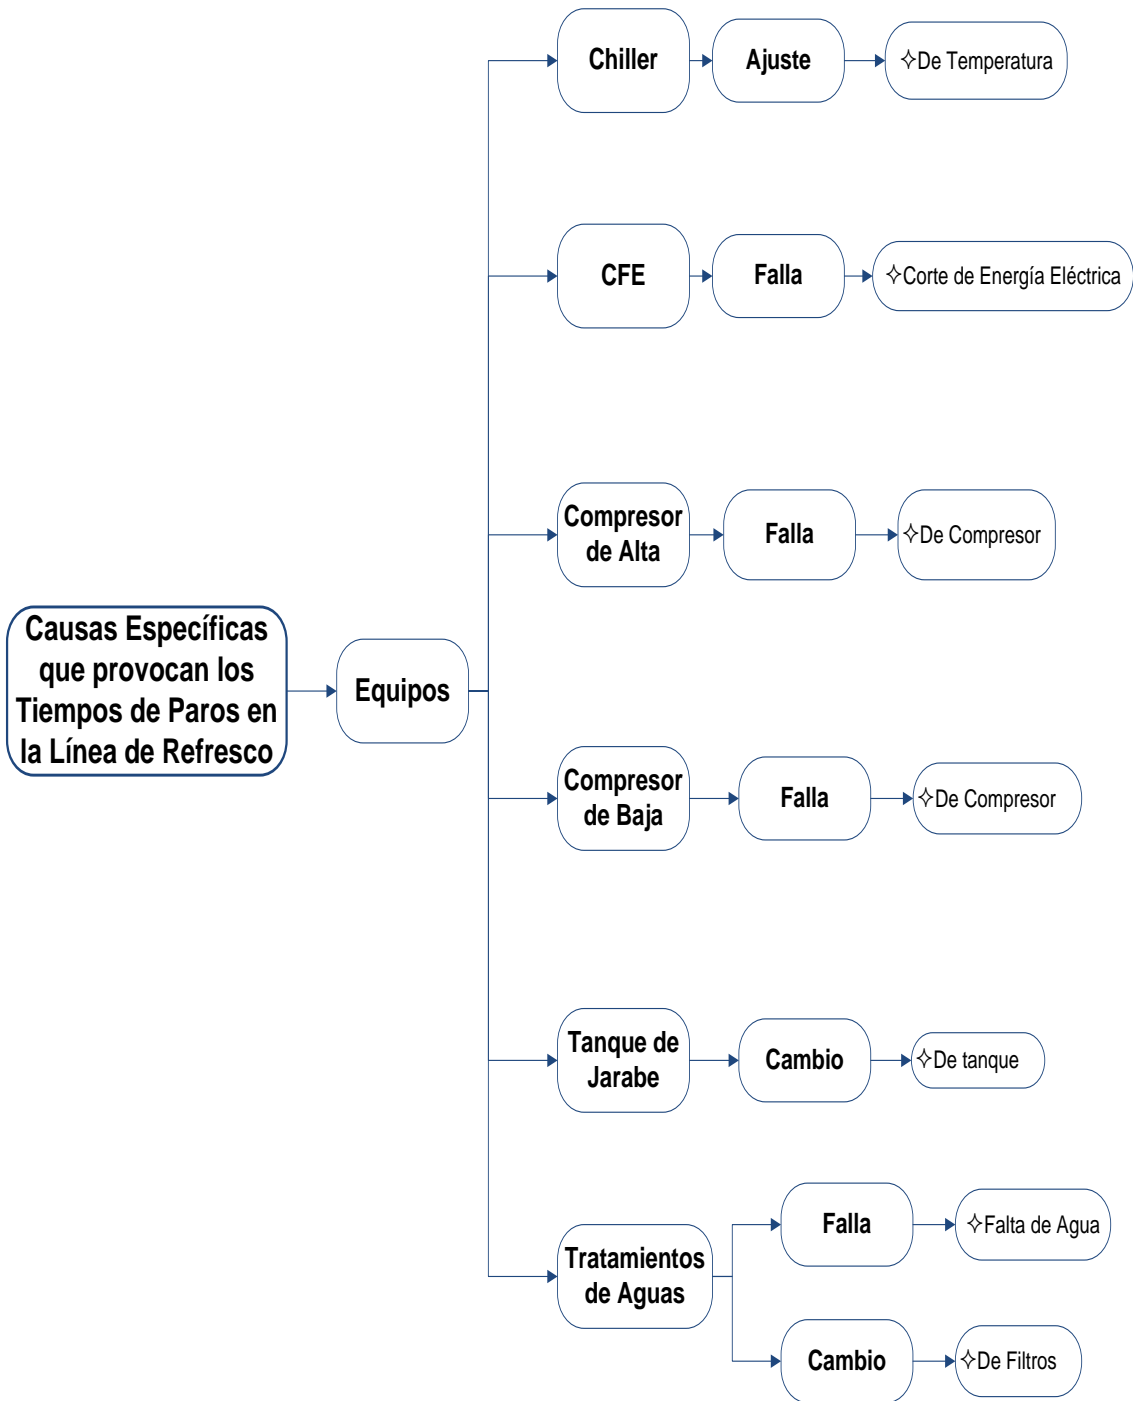 Chiller
Ajuste
✧De Temperatura
CFE
Falla
✧Corte de Energía Eléctrica
Compresor
de Alta
Falla
✧De Compresor
Causas Específicas
que provocan los
Tiempos de Paros en
la Línea de Refresco
Equipos
Compresor
de Baja
Falla
✧De Compresor
Tanque de
Jarabe
Cambio
✧De tanque
Tratamientos
de Aguas
Falla
✧Falta de Agua
Cambio
✧De Filtros